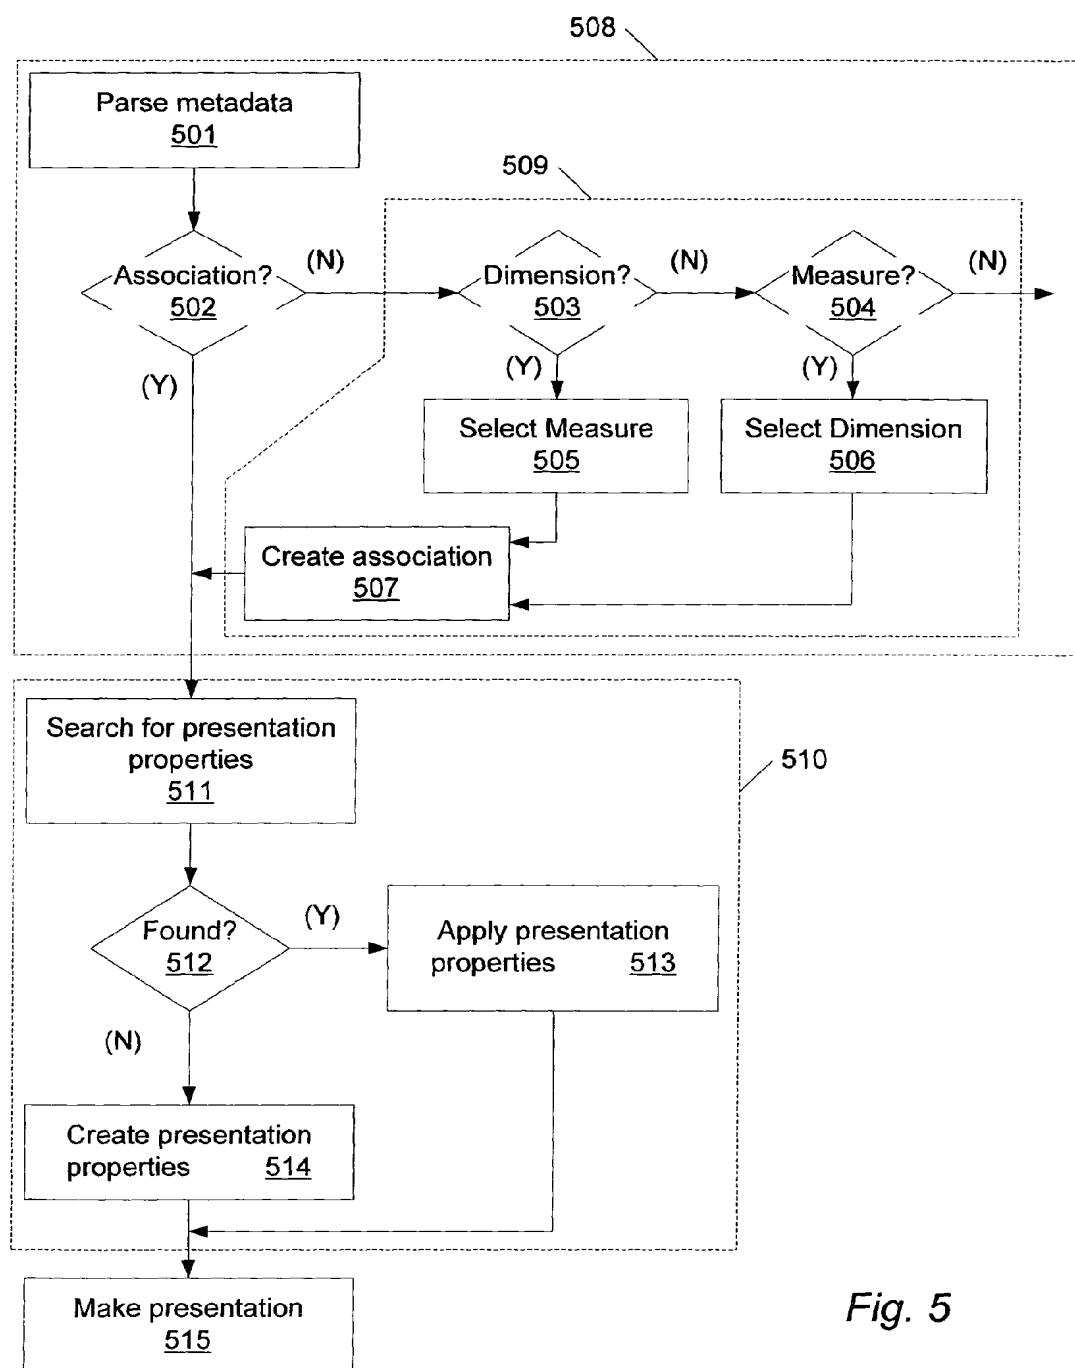 508
Parse metadata
501
509
Association?
502
(N)
Dimension?
503
(N)
Measure?
504
(N)
(Y)
(Y)
(Y)
Select Measure
505
Select Dimension
506
Create association
507
Search for presentation
properties
511
510
Found?
512
(Y)
Apply presentation
properties 513
(N)
Create presentation
properties 514
Make presentation
515
Fig. 5